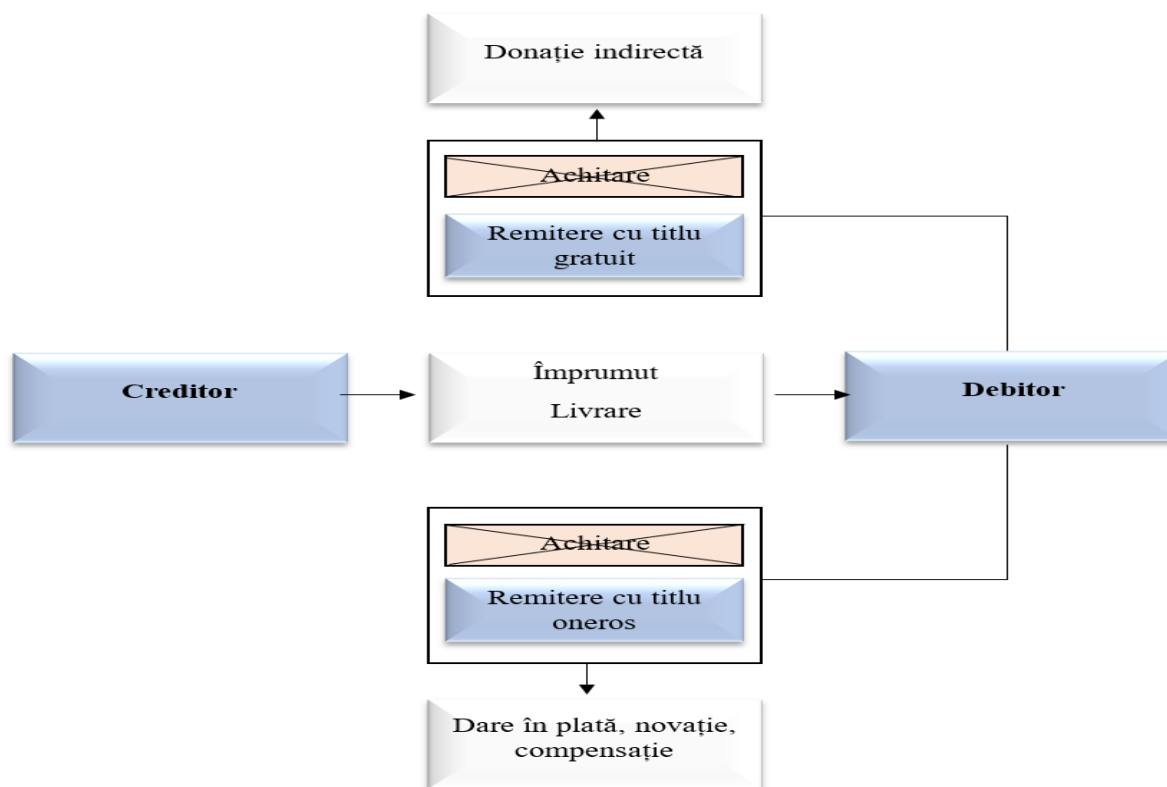 Donație indirectă
Achitare
Remitere cu titlu
gratuit
Creditor
Împrumut
Livrare
Debitor
Achitare
Remitere cu titlu
oneros
Dare în plată, novație,
compensație